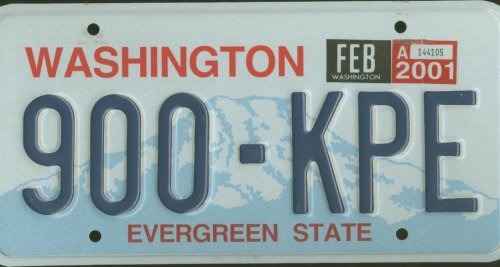 WASHINGTON
FEB
WASHINGTON
A 144105
2001
900-KPE
EVERGREEN STATE